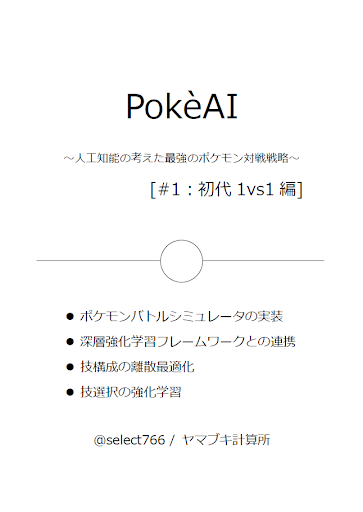 PokèAI
～人工知能の考えた最強のポケモン対戦戦略～
[#1：初代 1vs1 編]
● ポケモンバトルシミュレータの実装
● 深層強化学習フレームワークとの連携
● 技構成の離散最適化
● 技選択の強化学習
@select766 / ヤマブキ計算所